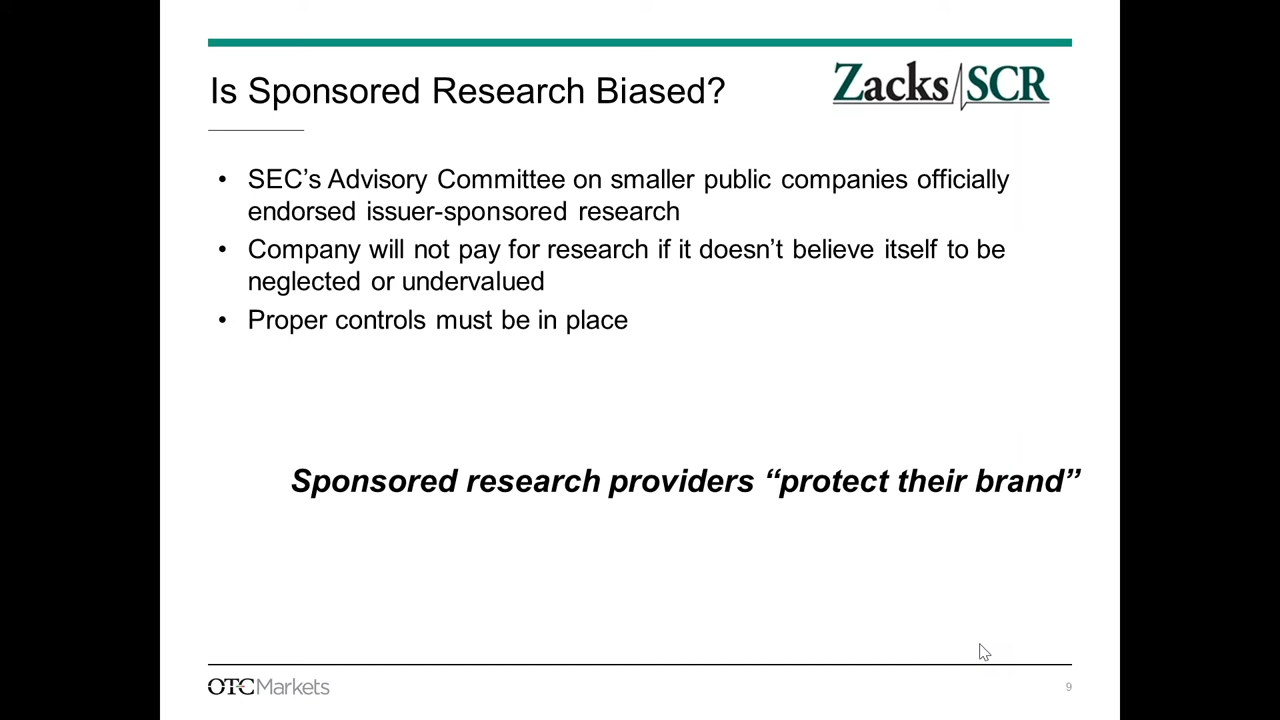 Is Sponsored Research Biased?
Zacks SCR
• SEC’s Advisory Committee on smaller public companies officially
endorsed issuer-sponsored research
• Company will not pay for research if it doesn’t believe itself to be
neglected or undervalued
• Proper controls must be in place
Sponsored research providers “protect their brand”
OTCMarkets
9